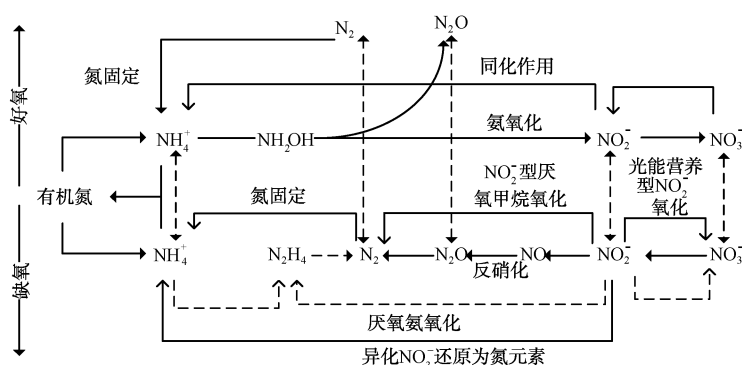 N₂
N₂O
氮固定
同化作用
好氧
NH₄⁺
NH₂OH
氨氧化
NO₂⁻
NO₃⁻
有机氮
氮固定
NO₂⁻型厌
氧甲烷氧化
光能营养
型NO₂⁻
氧化
NH₄⁺
N₂H₄
N₂
N₂O
NO
NO₂⁻
NO₃⁻
反硝化
缺氧
厌氧氨氧化
异化NO₂⁻还原为氮元素